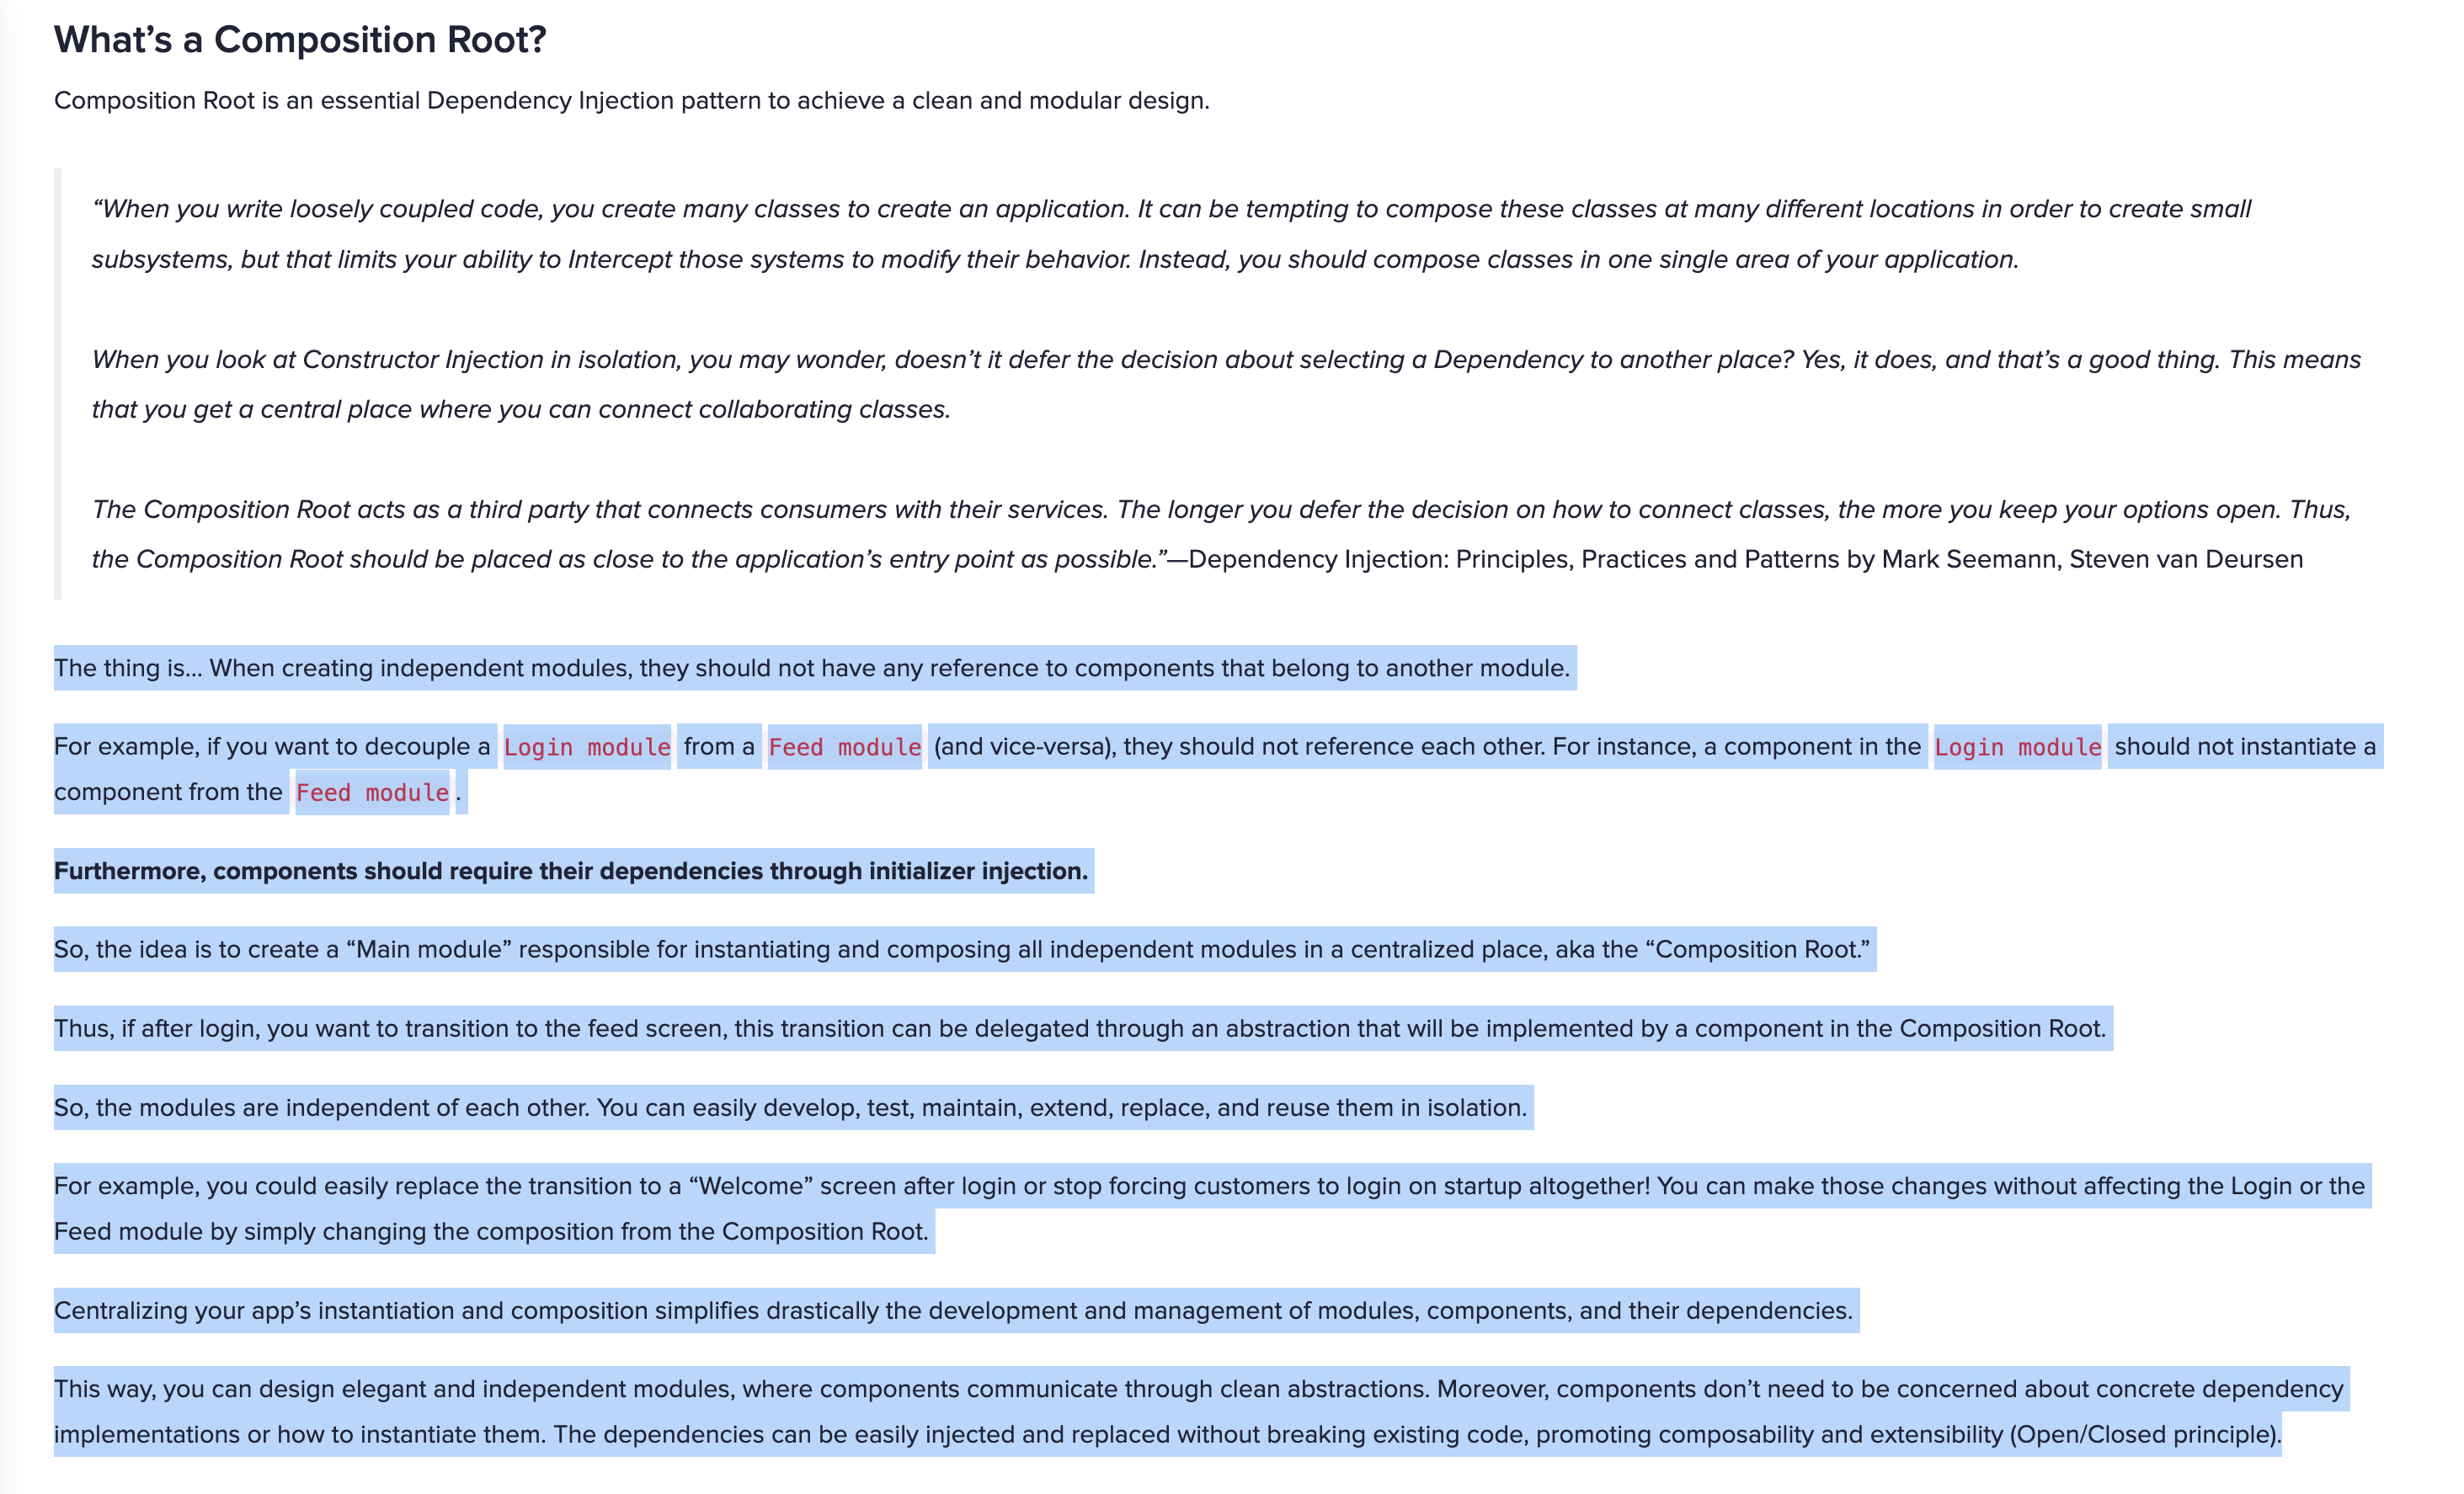 What’s a Composition Root?
Composition Root is an essential Dependency Injection pattern to achieve a clean and modular design.
“When you write loosely coupled code, you create many classes to create an application. It can be tempting to compose these classes at many different locations in order to create small
subsystems, but that limits your ability to Intercept those systems to modify their behavior. Instead, you should compose classes in one single area of your application.
When you look at Constructor Injection in isolation, you may wonder, doesn’t it defer the decision about selecting a Dependency to another place? Yes, it does, and that’s a good thing. This means
that you get a central place where you can connect collaborating classes.
The Composition Root acts as a third party that connects consumers with their services. The longer you defer the decision on how to connect classes, the more you keep your options open. Thus,
the Composition Root should be placed as close to the application’s entry point as possible.”—Dependency Injection: Principles, Practices and Patterns by Mark Seemann, Steven van Deursen
The thing is... When creating independent modules, they should not have any reference to components that belong to another module.
For example, if you want to decouple a Login module from a Feed module (and vice-versa), they should not reference each other. For instance, a component in the Login module should not instantiate a
component from the Feed module.
Furthermore, components should require their dependencies through initializer injection.
So, the idea is to create a “Main module” responsible for instantiating and composing all independent modules in a centralized place, aka the “Composition Root.”
Thus, if after login, you want to transition to the feed screen, this transition can be delegated through an abstraction that will be implemented by a component in the Composition Root.
So, the modules are independent of each other. You can easily develop, test, maintain, extend, replace, and reuse them in isolation.
For example, you could easily replace the transition to a “Welcome” screen after login or stop forcing customers to login on startup altogether! You can make those changes without affecting the Login or the
Feed module by simply changing the composition from the Composition Root.
Centralizing your app’s instantiation and composition simplifies drastically the development and management of modules, components, and their dependencies.
This way, you can design elegant and independent modules, where components communicate through clean abstractions. Moreover, components don’t need to be concerned about concrete dependency
implementations or how to instantiate them. The dependencies can be easily injected and replaced without breaking existing code, promoting composability and extensibility (Open/Closed principle).